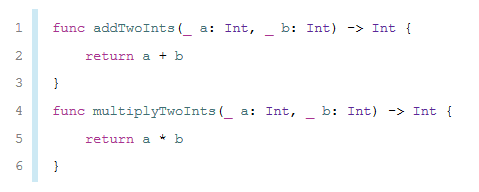 1 func addTwoInts(_ a: Int, _ b: Int) -> Int {
2     return a + b
3 }
4 func multiplyTwoInts(_ a: Int, _ b: Int) -> Int {
5     return a * b
6 }